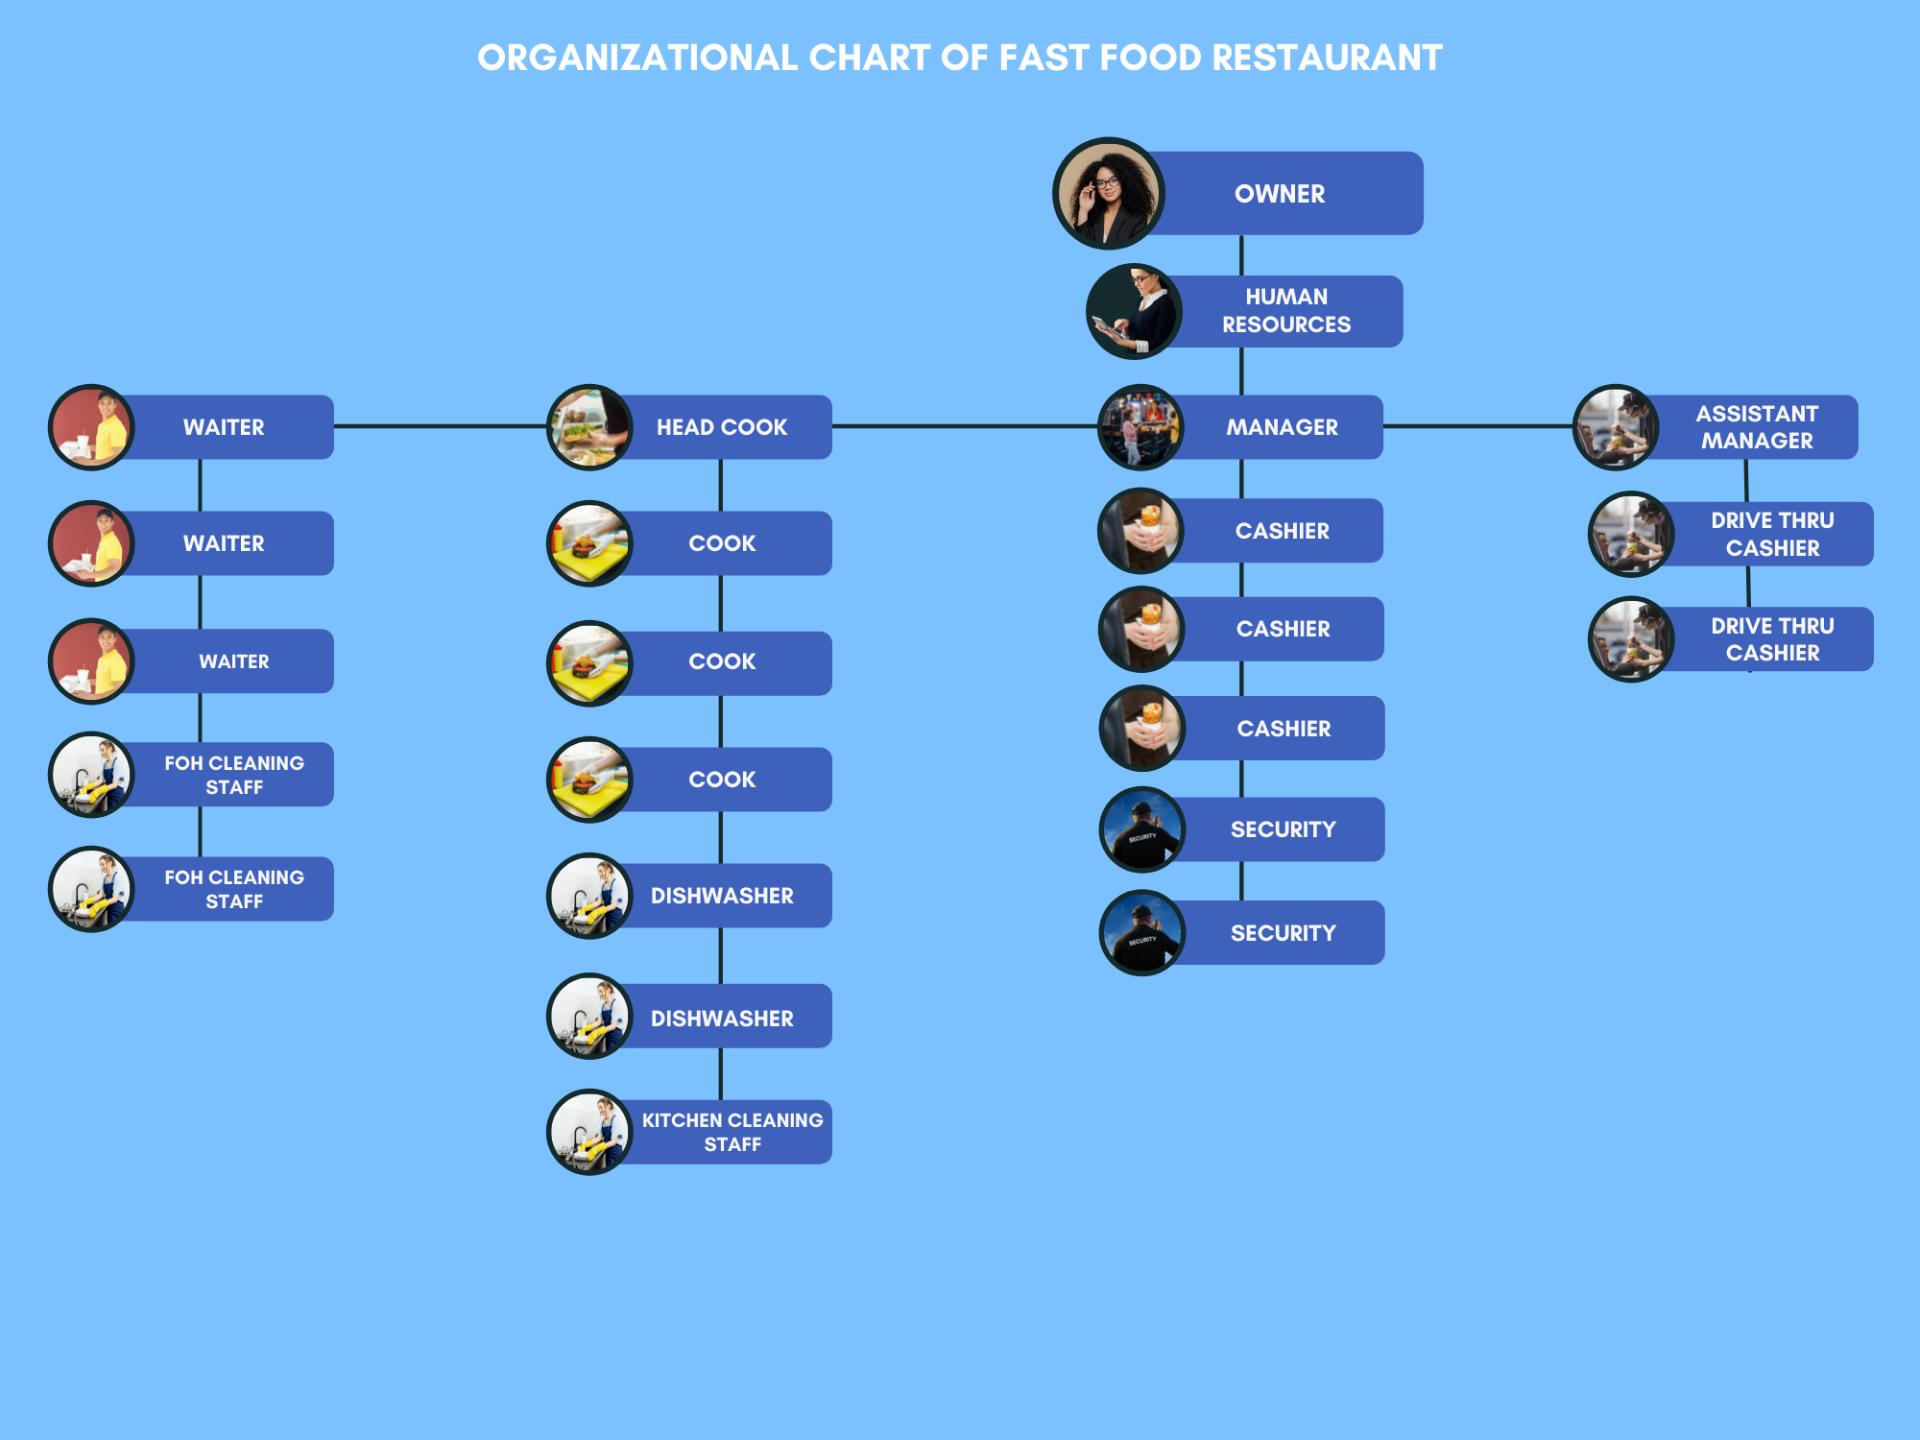 ORGANIZATIONAL CHART OF FAST FOOD RESTAURANT
OWNER
HUMAN
RESOURCES
WAITER
HEAD COOK
MANAGER
ASSISTANT
MANAGER
WAITER
WAITER
FOH CLEANING
STAFF
FOH CLEANING
STAFF
COOK
COOK
COOK
DISHWASHER
DISHWASHER
KITCHEN CLEANING
STAFF
CASHIER
CASHIER
CASHIER
SECURITY
SECURITY
SECURITY
SECURITY
DRIVE THRU
CASHIER
DRIVE THRU
CASHIER